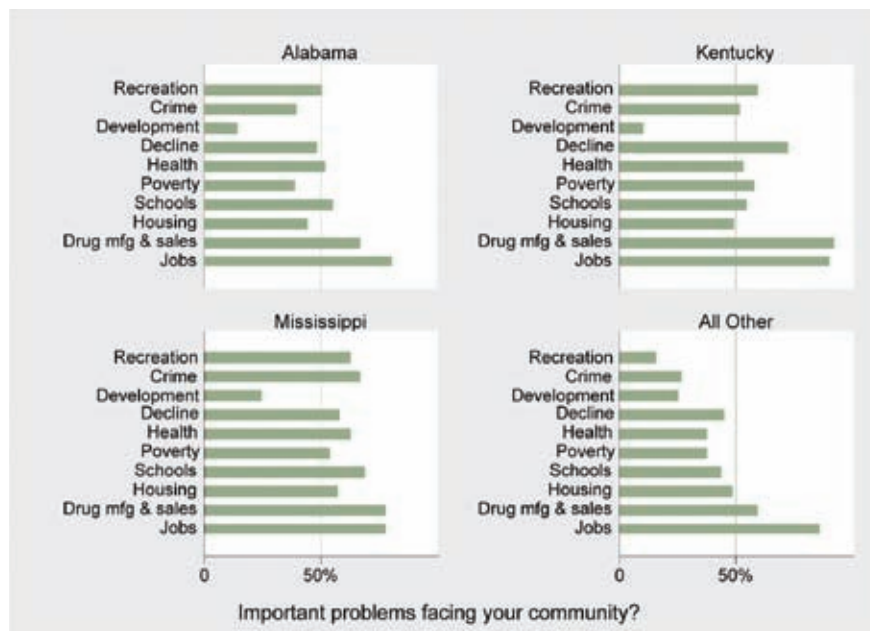 Alabama
Recreation
Crime
Development
Decline
Health
Poverty
Schools
Housing
Drug mfg & sales
Jobs
Kentucky
Recreation
Crime
Development
Decline
Health
Poverty
Schools
Housing
Drug mfg & sales
Jobs
Mississippi
Recreation
Crime
Development
Decline
Health
Poverty
Schools
Housing
Drug mfg & sales
Jobs
0 50%
All Other
Recreation
Crime
Development
Decline
Health
Poverty
Schools
Housing
Drug mfg & sales
Jobs
0 50%
Important problems facing your community?